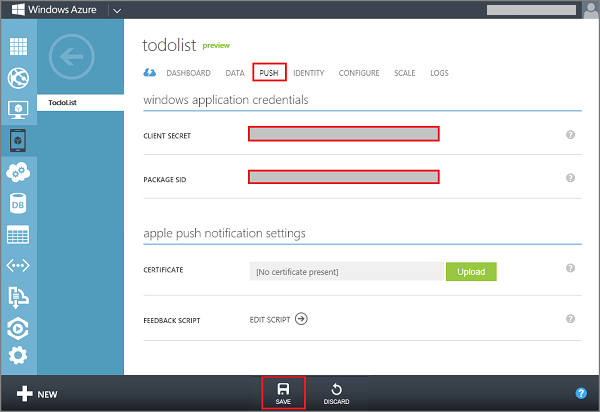 Windows Azure
todolist preview
DASHBOARD DATA PUSH IDENTITY CONFIGURE SCALE LOGS
TodoList
windows application credentials
CLIENT SECRET ?
PACKAGE SID ?
apple push notification settings
CERTIFICATE [No certificate present] Upload ?
DB
FEEDBACK SCRIPT EDIT SCRIPT ?
NEW SAVE DISCARD ?